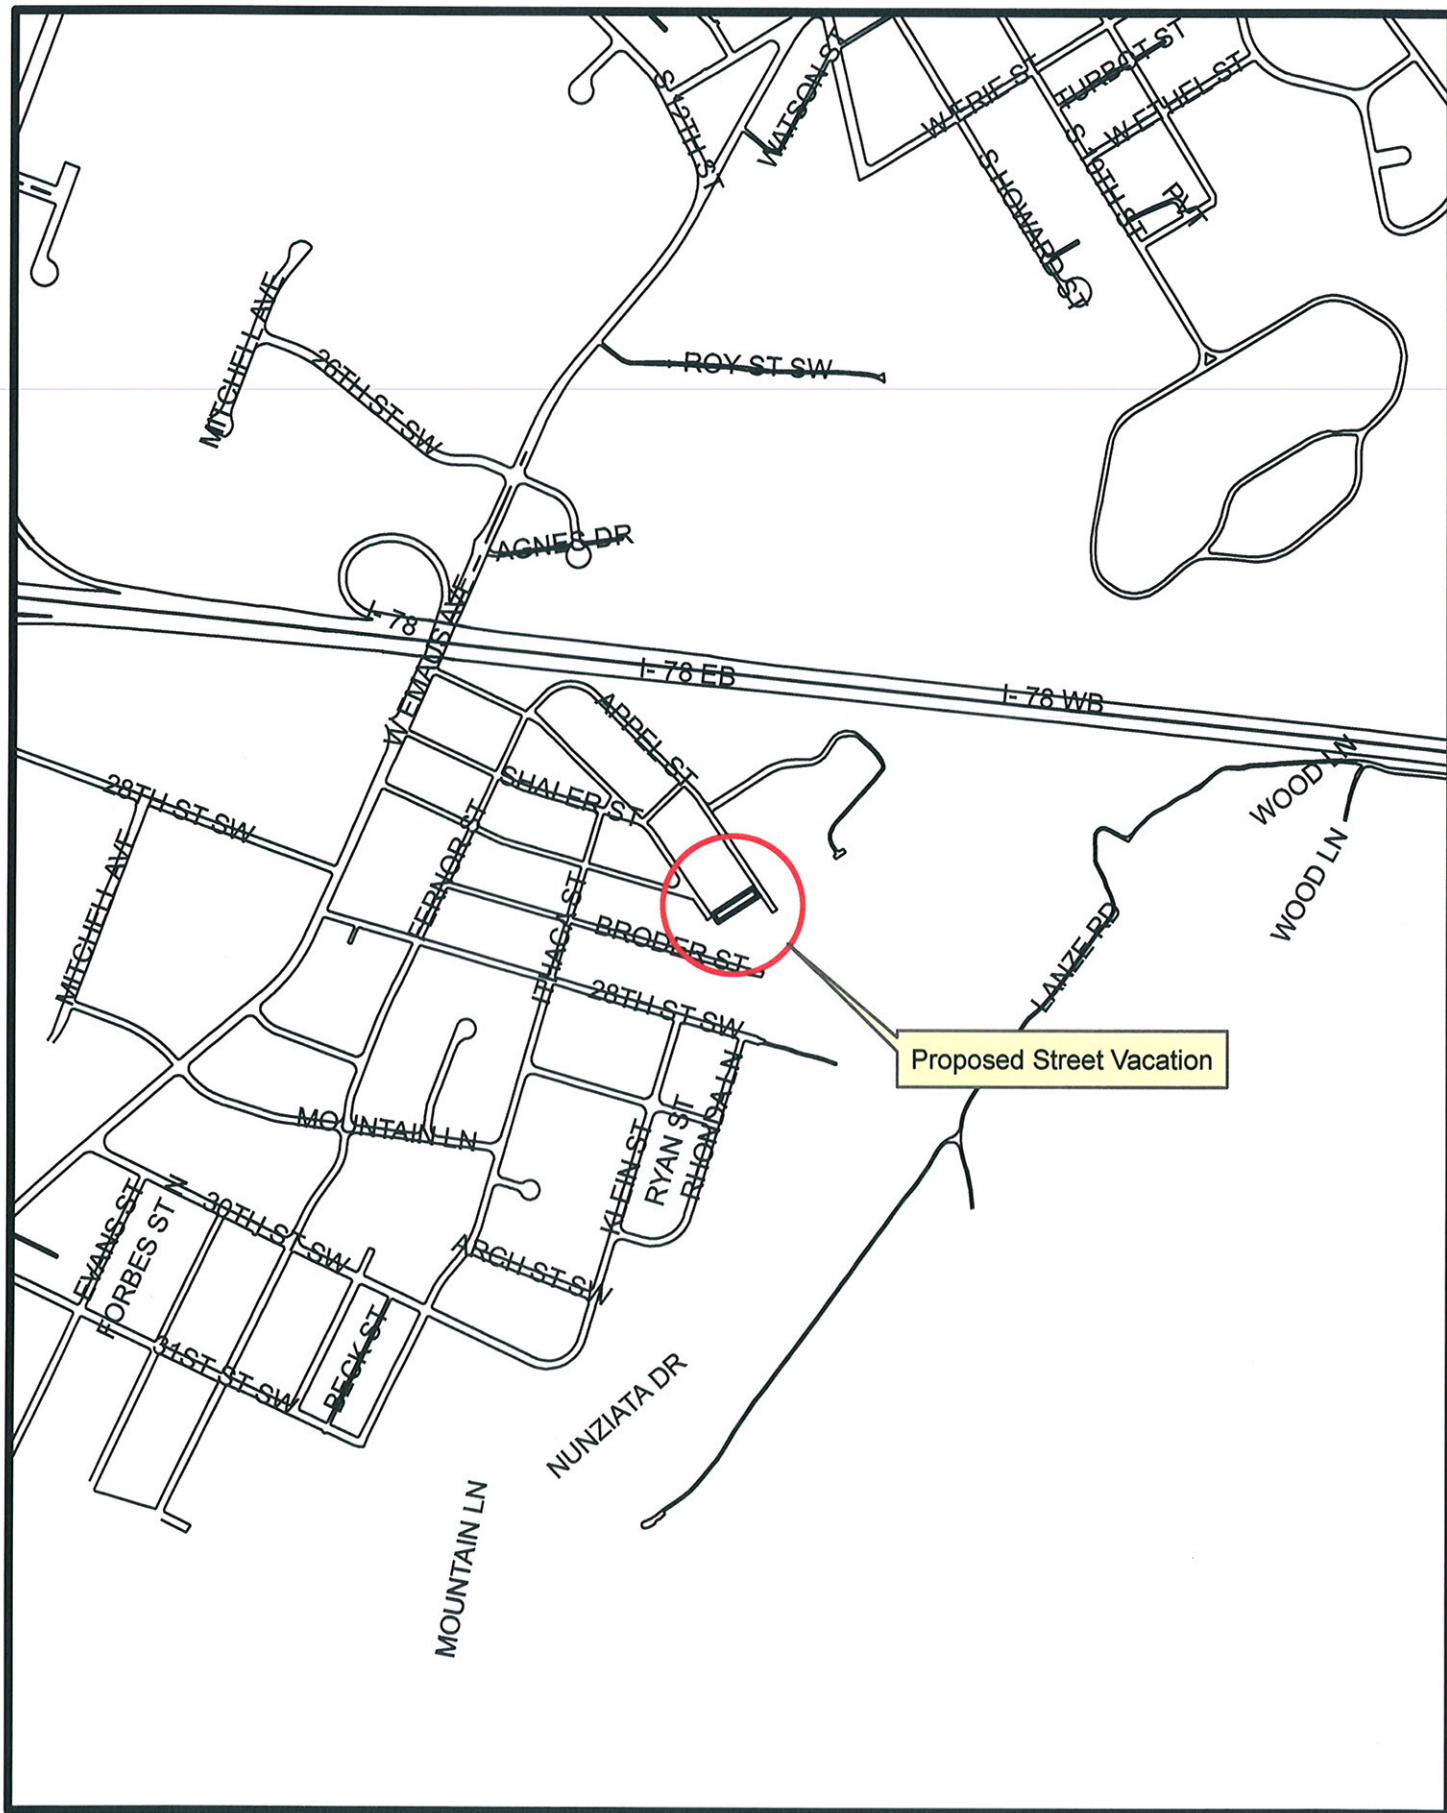 S 12TH ST
WATSON ST
W ERIE ST
TURBOT ST
W ETHEL ST
S 10TH ST
S HOWARD ST
PVT
MITCHELL AVE
26TH ST SW
ROY ST SW
AGNES DR
I- 78
W EMAUS AVE
I- 78 EB
I- 78 WB
APPEL ST
WOOD LN
WOOD LN
28TH ST SW
SHALER ST
MITCHELL AVE
FERNOR ST
ITHACA ST
BRODER ST
LANZE RD
28TH ST SW
Proposed Street Vacation
MOUNTAIN LN
KLEIN ST
RYAN ST
RHONDA LN
EVANS ST
FORBES ST N
30TH ST SW
ARCH ST SW
31ST ST SW
BECK ST
NUNZIATA DR
MOUNTAIN LN